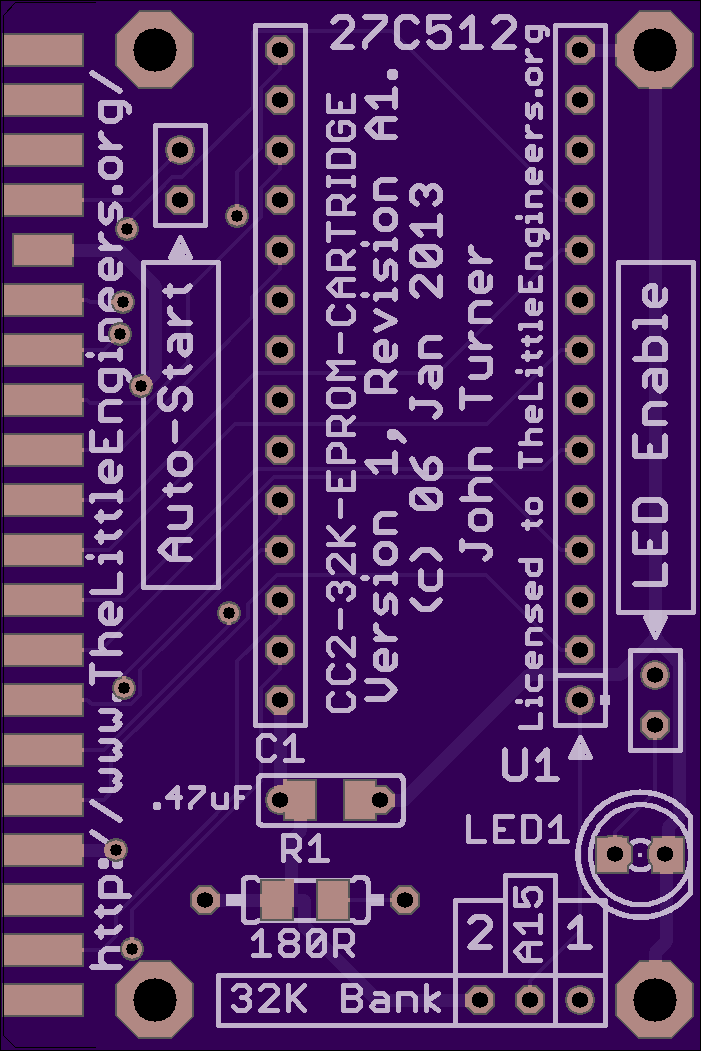 27C512
http://www.TheLittleEngineers.org/
Auto-Start
CC2-32K-EPROM-CARTRIDGE
Version 1, Revision A1.
(c) 06 Jan 2013
John Turner
Licensed to TheLittleEngineers.org
LED Enable
C1
.47uF
U1
R1
LED1
180R
2
A15
1
32K Bank